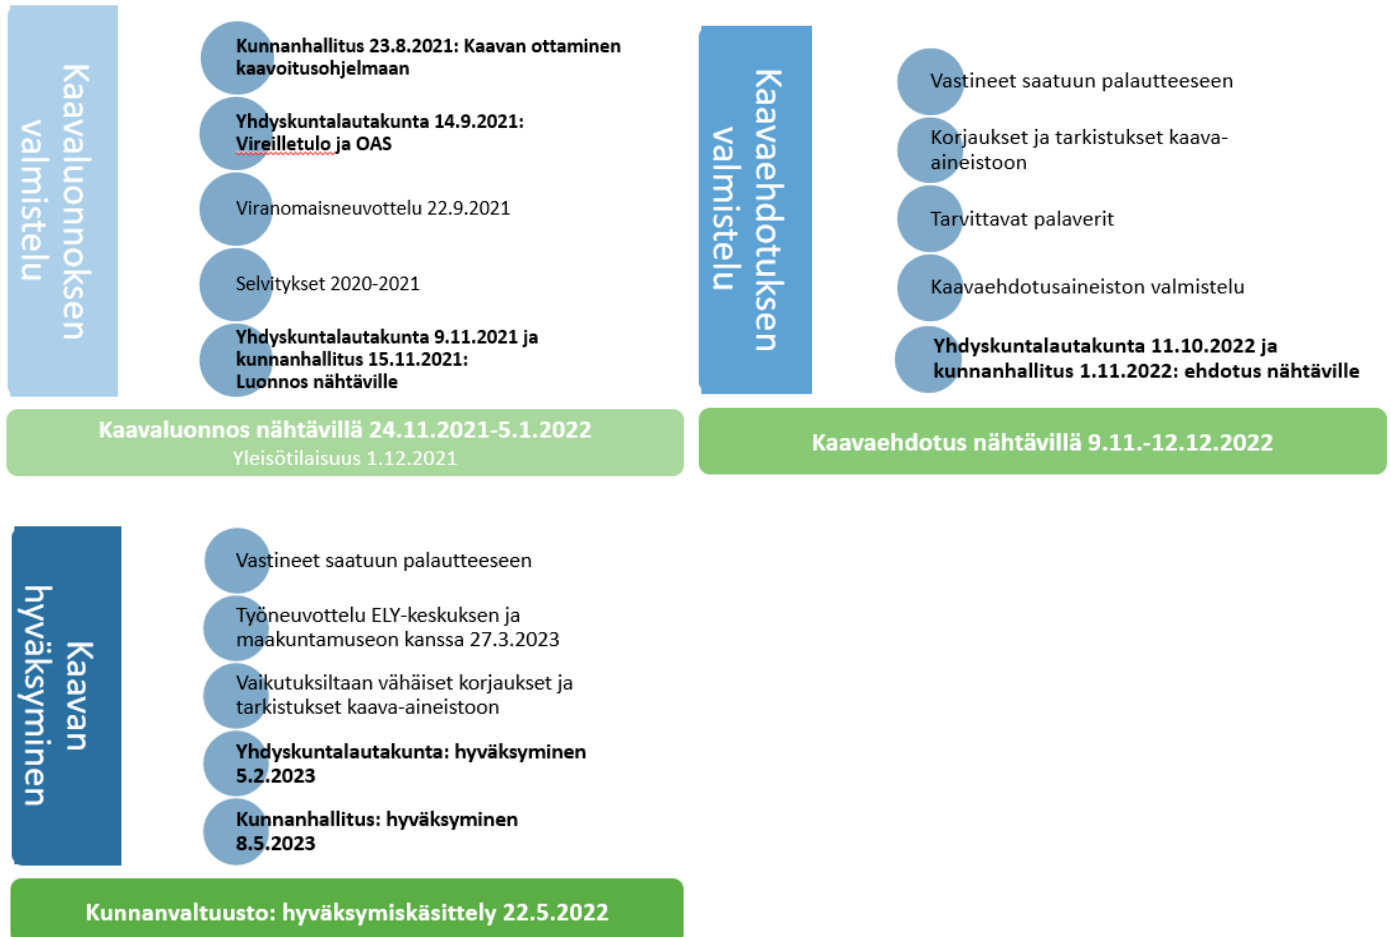 Kaavaluonnoksen
valmistelu
Kunnanhallitus 23.8.2021: Kaavan ottaminen
kaavoitusohjelmaan
Yhdyskuntalautakunta 14.9.2021:
Vireilletulo ja OAS
Viranomaisneuvottelu 22.9.2021
Selvitykset 2020-2021
Yhdyskuntalautakunta 9.11.2021 ja
kunnanhallitus 15.11.2021:
Luonnos nähtäville
Kaavaluonnos nähtävillä 24.11.2021-5.1.2022
Yleisötilaisuus 1.12.2021
Kaavaehdotuksen
valmistelu
Vastineet saatuun palautteeseen
Korjaukset ja tarkistukset kaava-
aineistoon
Tarvittavat palaverit
Kaavaehdotusaineiston valmistelu
Yhdyskuntalautakunta 11.10.2022 ja
kunnanhallitus 1.11.2022: ehdotus nähtäville
Kaavaehdotus nähtävillä 9.11.-12.12.2022
Kaavan
hyväksyminen
Vastineet saatuun palautteeseen
Työneuvottelu ELY-keskuksen ja
maakuntamuseon kanssa 27.3.2023
Vaikutuksiltaan vähäiset korjaukset ja
tarkistukset kaava-aineistoon
Yhdyskuntalautakunta: hyväksyminen
5.2.2023
Kunnanhallitus: hyväksyminen
8.5.2023
Kunnanvaltuusto: hyväksymiskäsittely 22.5.2022